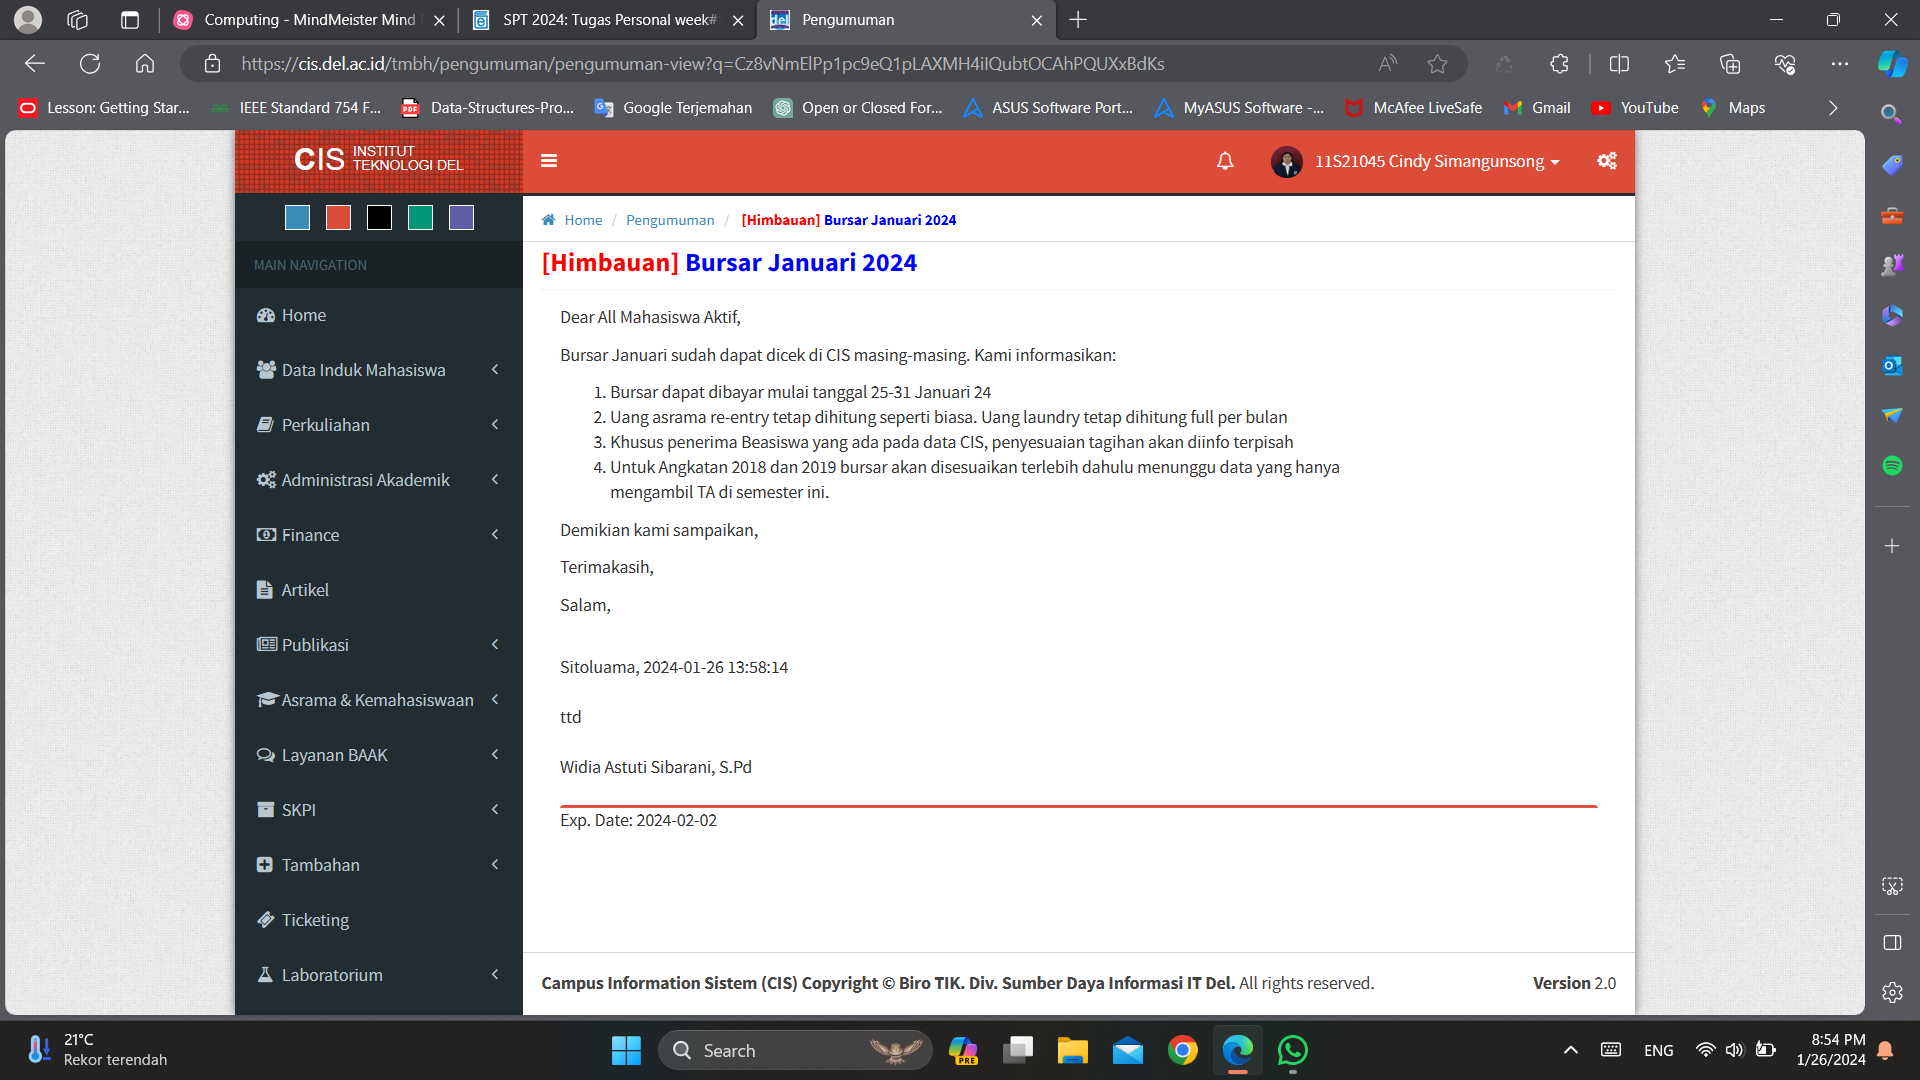 Computing - MindMeister Mind
SPT 2024: Tugas Personal week#
Pengumuman
https://cis.del.ac.id/tmbh/pengumuman/pengumuman-view?q=Cz8vNmElPp1pc9eQ1pLAXMH4iIQubtOCAhPQUXxBdKs
Lesson: Getting Star...
IEEE Standard 754 F...
Data-Structures-Pro...
Google Terjemahan
Open or Closed For...
ASUS Software Port...
MyASUS Software -...
McAfee LiveSafe
Gmail
YouTube
Maps
CIS INSTITUT TEKNOLOGI DEL
11S21045 Cindy Simangunsong
MAIN NAVIGATION
Home
Data Induk Mahasiswa
Perkuliahan
Administrasi Akademik
Finance
Artikel
Publikasi
Asrama & Kemahasiswaan
Layanan BAAK
SKPI
Tambahan
Ticketing
Laboratorium
Home / Pengumuman / [Himbauan] Bursar Januari 2024
[Himbauan] Bursar Januari 2024
Dear All Mahasiswa Aktif,
Bursar Januari sudah dapat dicek di CIS masing-masing. Kami informasikan:
1. Bursar dapat dibayar mulai tanggal 25-31 Januari 24
2. Uang asrama re-entry tetap dihitung seperti biasa. Uang laundry tetap dihitung full per bulan
3. Khusus penerima Beasiswa yang ada pada data CIS, penyesuaian tagihan akan diinfo terpisah
4. Untuk Angkatan 2018 dan 2019 bursar akan disesuaikan terlebih dahulu menunggu data yang hanya
mengambil TA di semester ini.
Demikian kami sampaikan,
Terimakasih,
Salam,
Sitoluama, 2024-01-26 13:58:14
ttd
Widia Astuti Sibarani, S.Pd
Exp. Date: 2024-02-02
Campus Information Sistem (CIS) Copyright © Biro TIK. Div. Sumber Daya Informasi IT Del. All rights reserved.
Version 2.0
21°C
Rekor terendah
Search
PRE
ENG
8:54 PM
1/26/2024